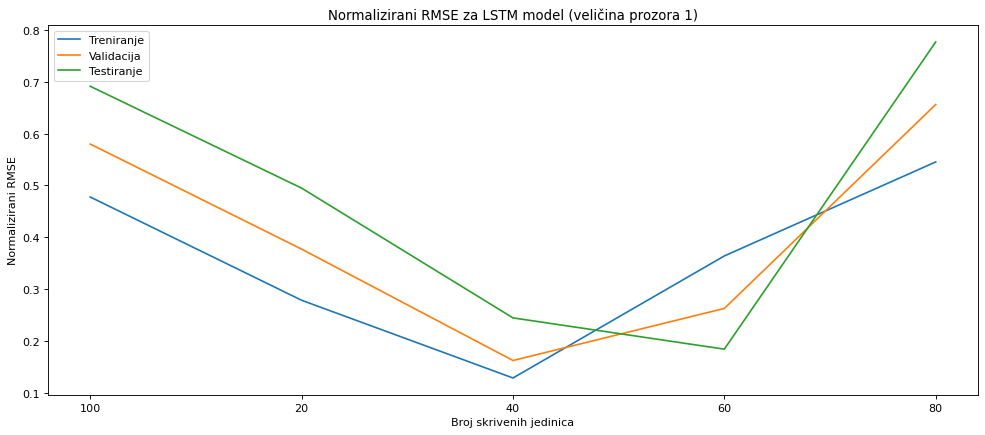 Normalizirani RMSE za LSTM model (veličina prozora 1)
Treniranje
Validacija
Testiranje
Normalizirani RMSE
0.8
0.7
0.6
0.5
0.4
0.3
0.2
0.1
100 20 40 60 80
Broj skrivenih jedinica